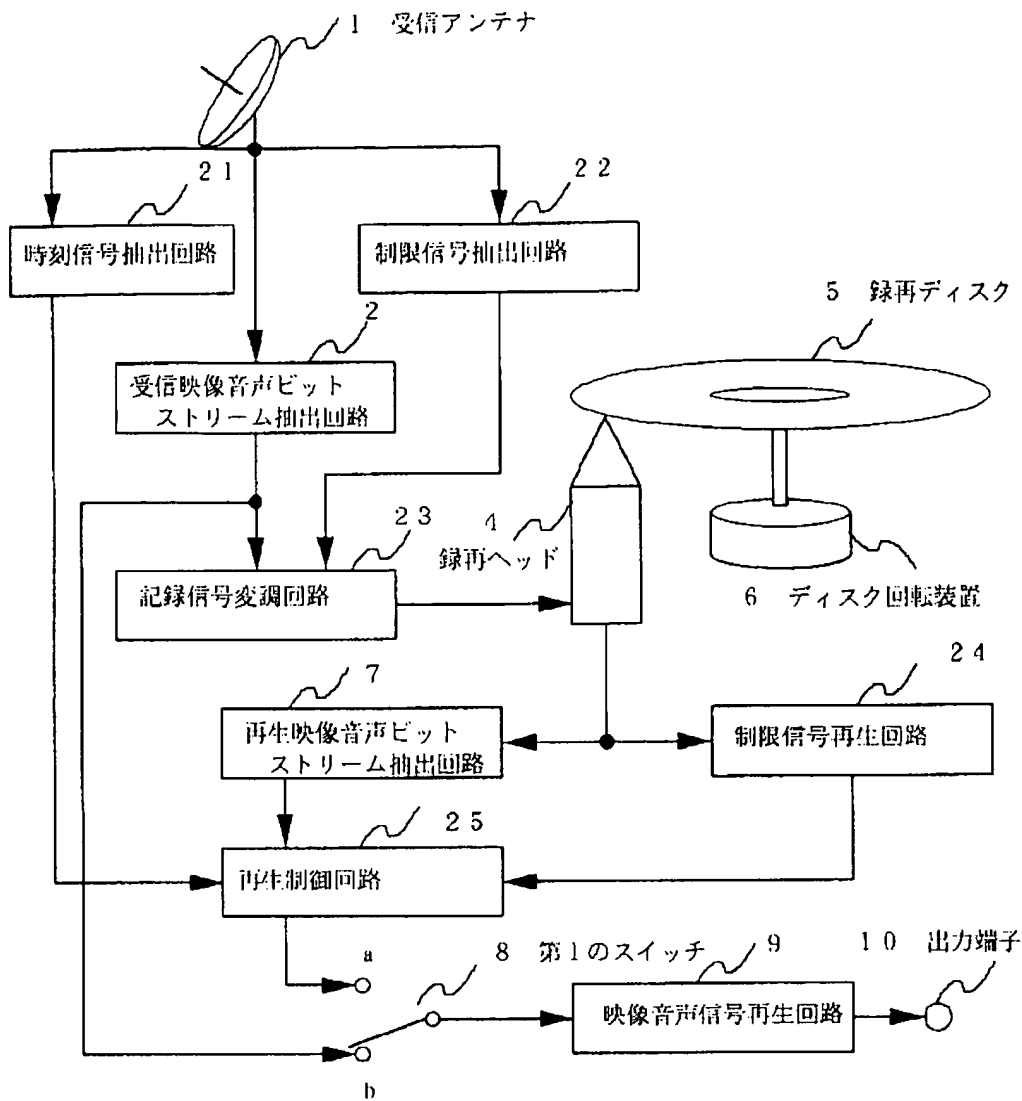 1 受信アンテナ
21
22
時刻信号抽出回路
制限信号抽出回路
5 録再ディスク
2
受信映像音声ビット
ストリーム抽出回路
23
4
録再ヘッド
記録信号変調回路
6 ディスク回転装置
24
7
再生映像音声ビット
ストリーム抽出回路
制限信号再生回路
25
再生制御回路
a
8 第1のスイッチ
9
10 出力端子
映像音声信号再生回路
b